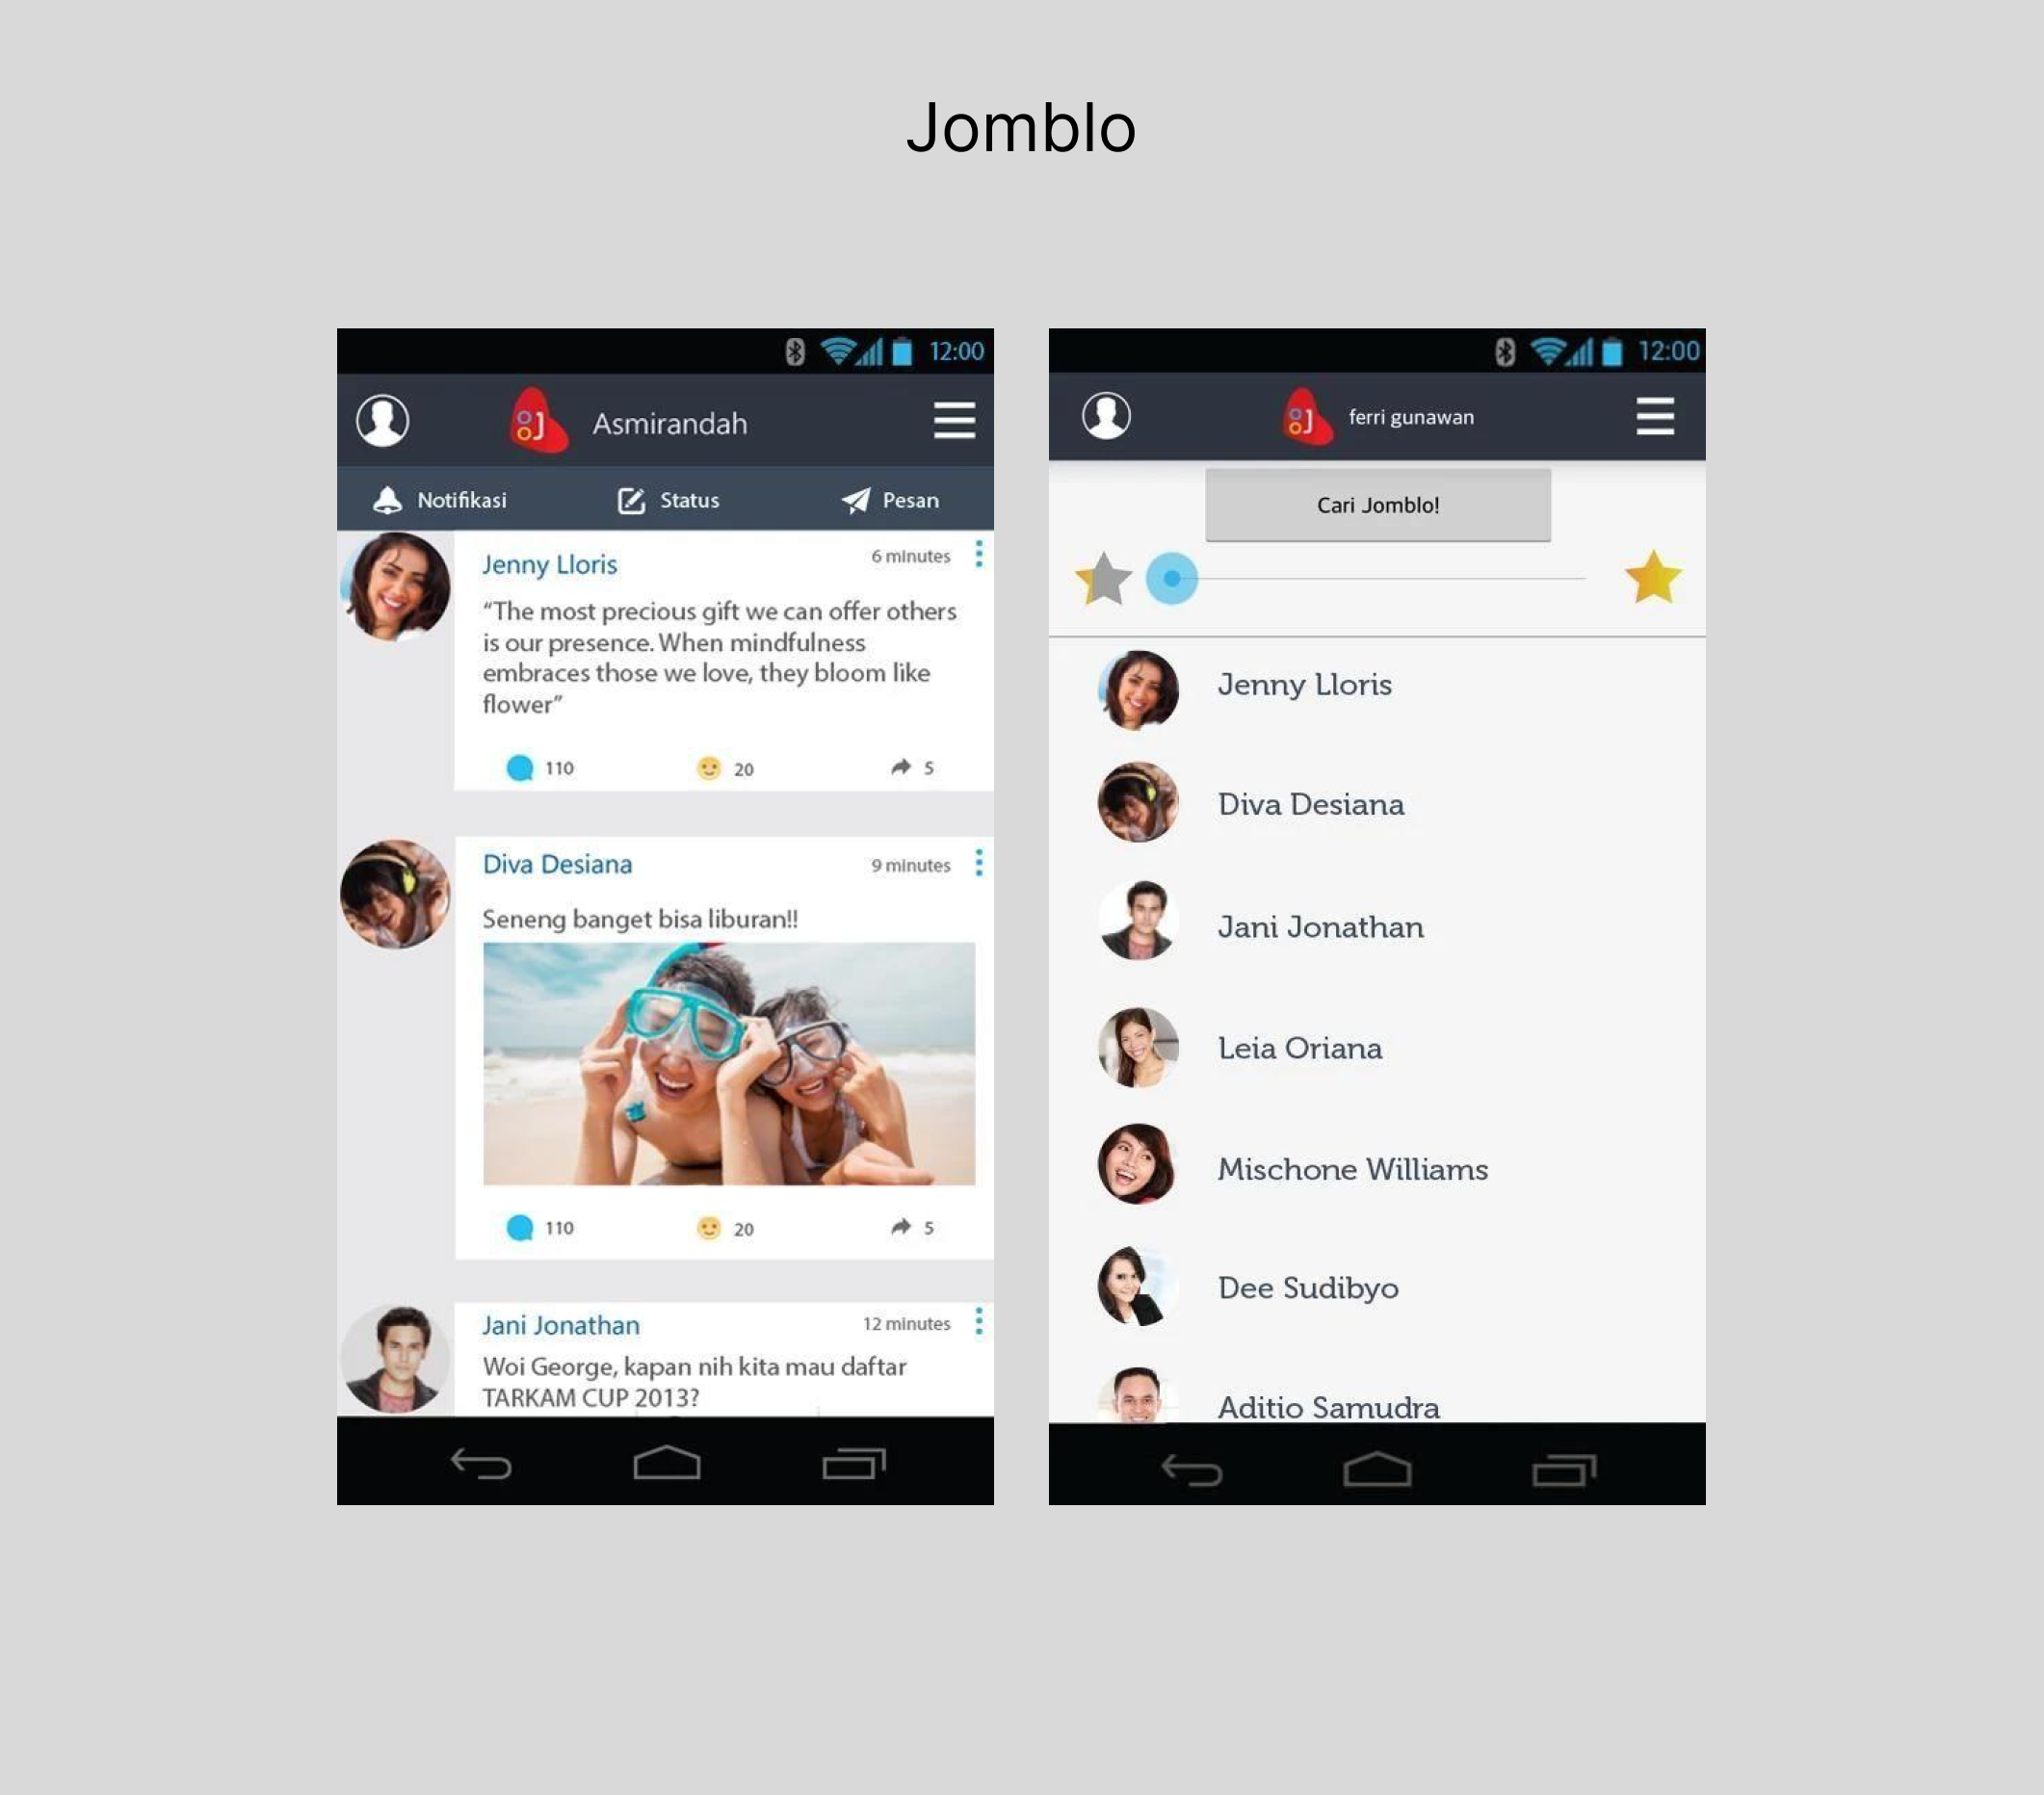 Jomblo
12:00
J Asmirandah
Notifikasi Status Pesan
Jenny Lloris 6 minutes
“The most precious gift we can offer others
is our presence. When mindfulness
embraces those we love, they bloom like
flower”
110 20 5
Diva Desiana 9 minutes
Seneng banget bisa liburan!!
110 20 5
Jani Jonathan 12 minutes
Woi George, kapan nih kita mau daftar
TARKAM CUP 2013?
12:00
J ferri gunawan
Cari Jomblo!
Jenny Lloris
Diva Desiana
Jani Jonathan
Leia Oriana
Mischone Williams
Dee Sudibyo
Aditio Samudra